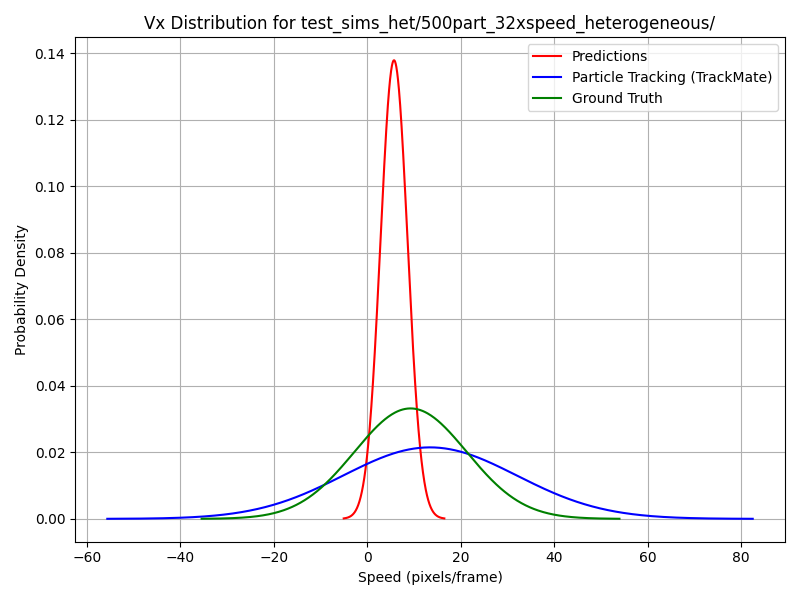 Vx Distribution for test_sims_het/500part_32xspeed_heterogeneous/
Predictions
Particle Tracking (TrackMate)
Ground Truth
Probability Density
0.14
0.12
0.10
0.08
0.06
0.04
0.02
0.00
−60 −40 −20 0 20 40 60 80
Speed (pixels/frame)